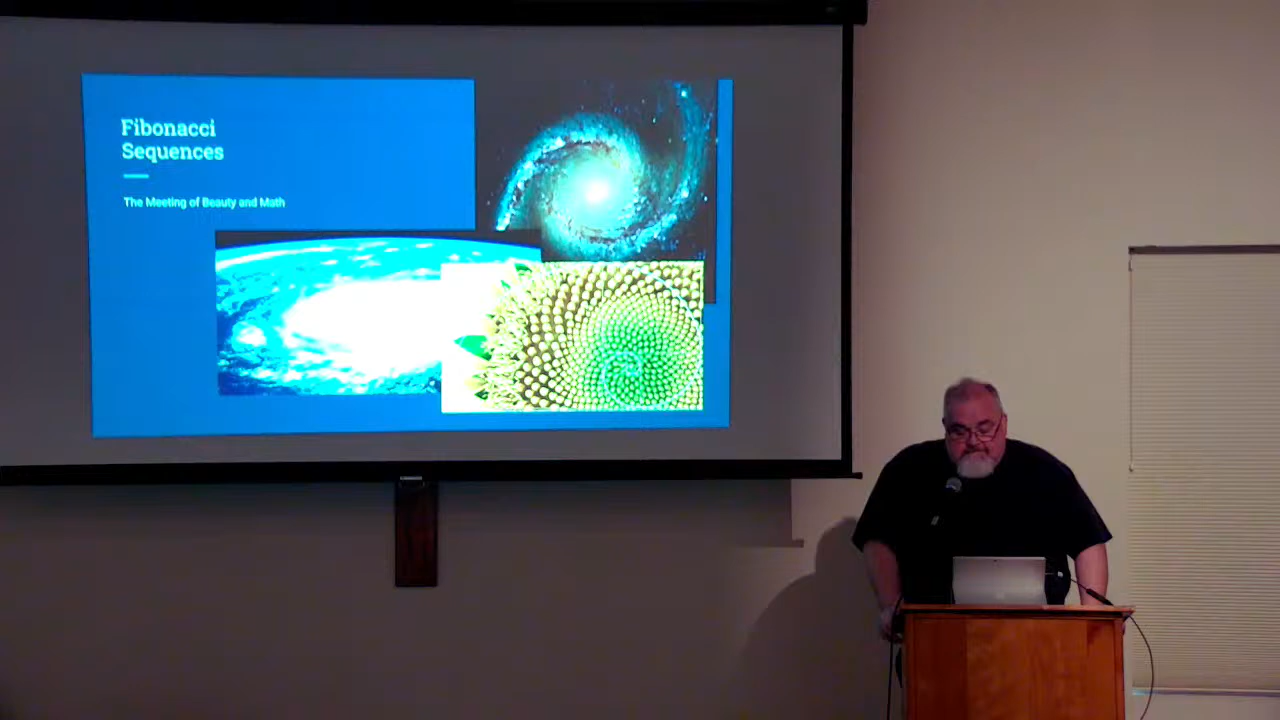 Fibonacci
Sequences
The Meeting of Beauty and Math